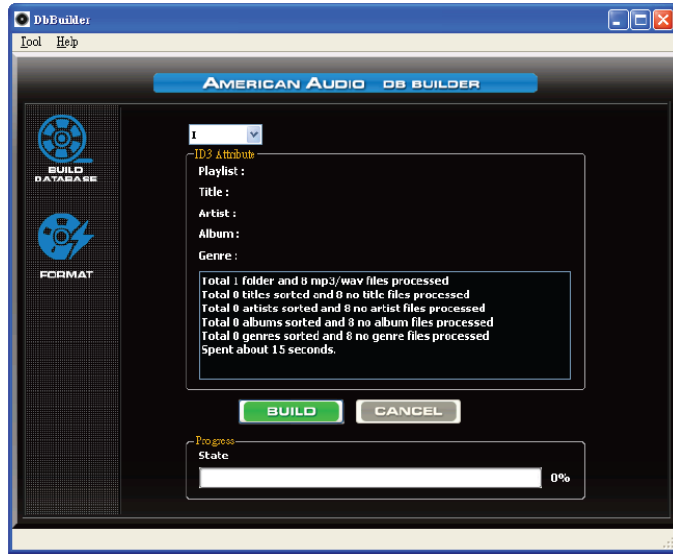 DbBuilder
Tool Help
AMERICAN AUDIO DB BUILDER
BUILD
DATABASE
FORMAT
I
ID3 Attribute
Playlist :
Title :
Artist :
Album :
Genre :
Total 1 folder and 8 mp3/wav files processed
Total 0 titles sorted and 8 no title files processed
Total 0 artists sorted and 8 no artist files processed
Total 0 albums sorted and 8 no album files processed
Total 0 genres sorted and 8 no genre files processed
Spent about 15 seconds.
BUILD CANCEL
Progress
State
0%